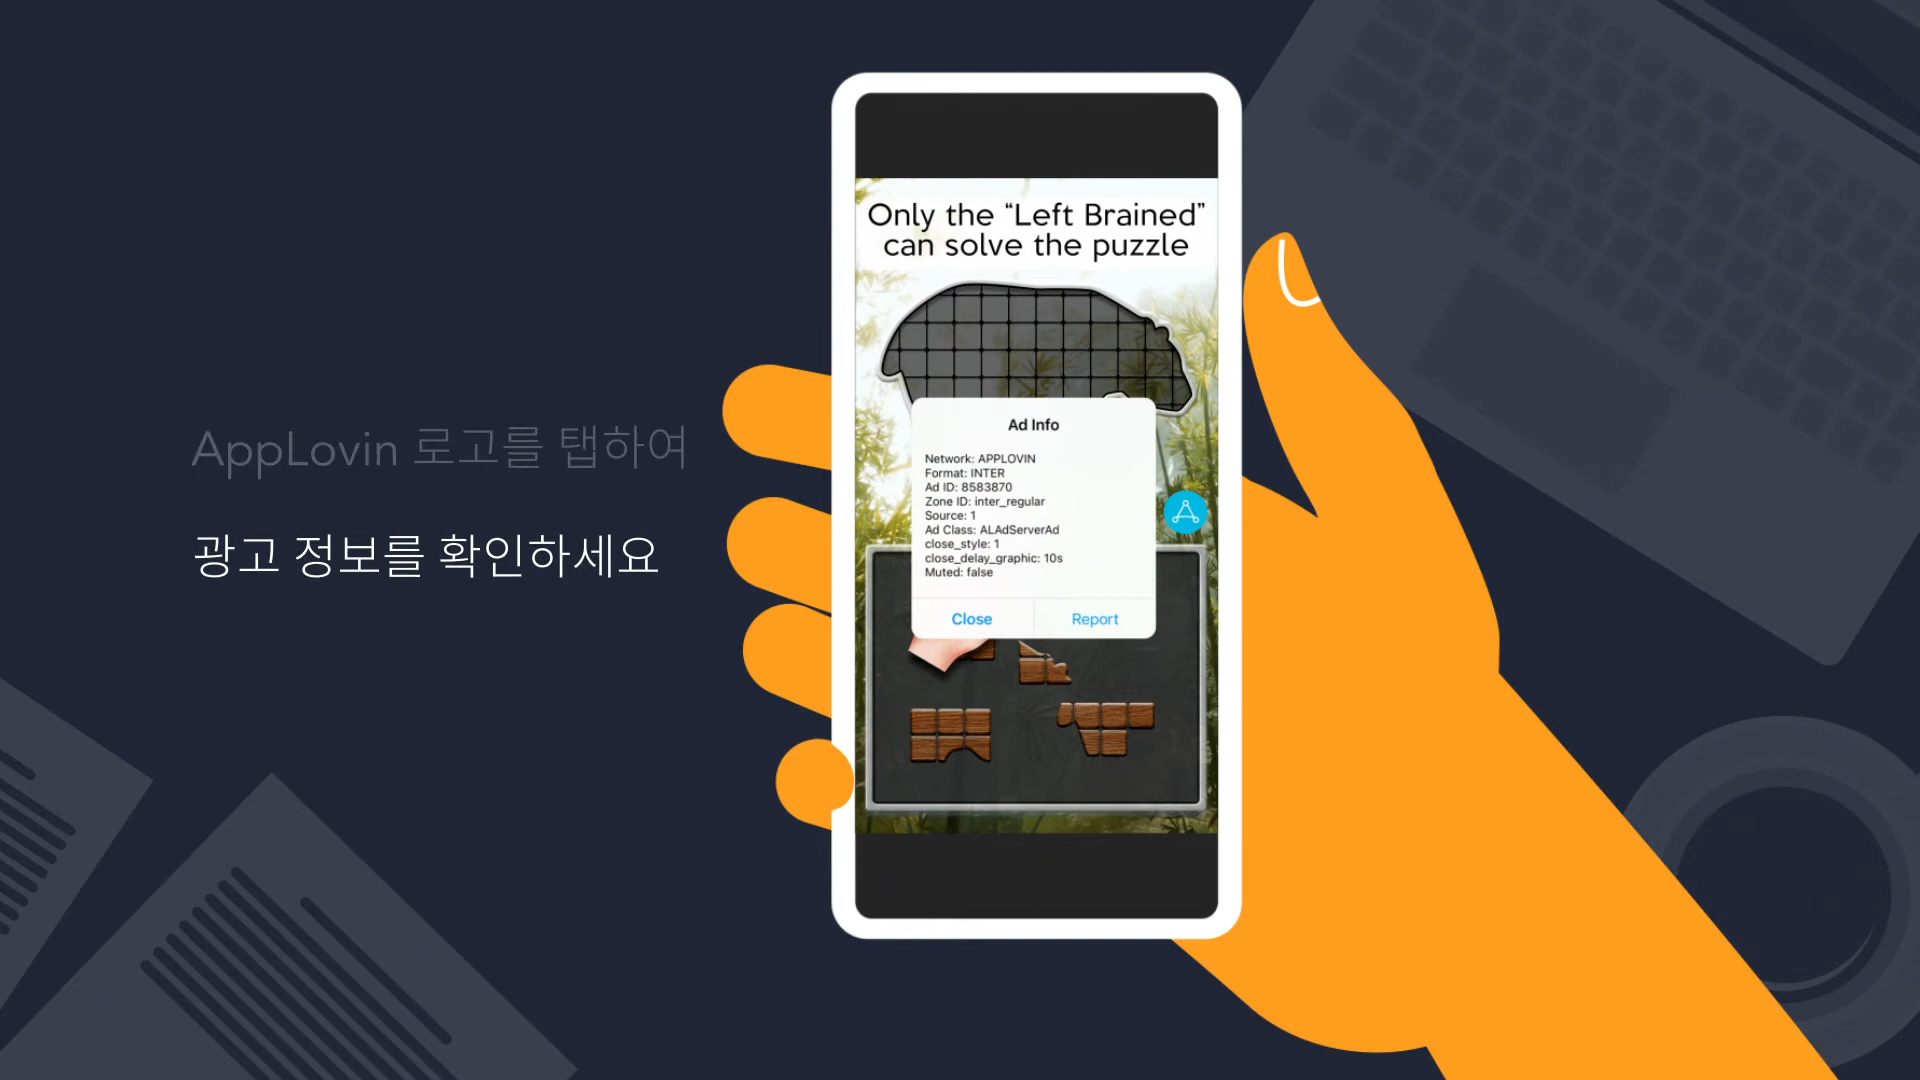 AppLovin 로고를 탭하여
광고 정보를 확인하세요
Only the “Left Brained”
can solve the puzzle
Ad Info
Network: APPLOVIN
Format: INTER
Ad ID: 8583870
Zone ID: inter_regular
Source: 1
Ad Class: ALAdServerAd
close_style: 1
close_delay_graphic: 10s
Muted: false
Close
Report